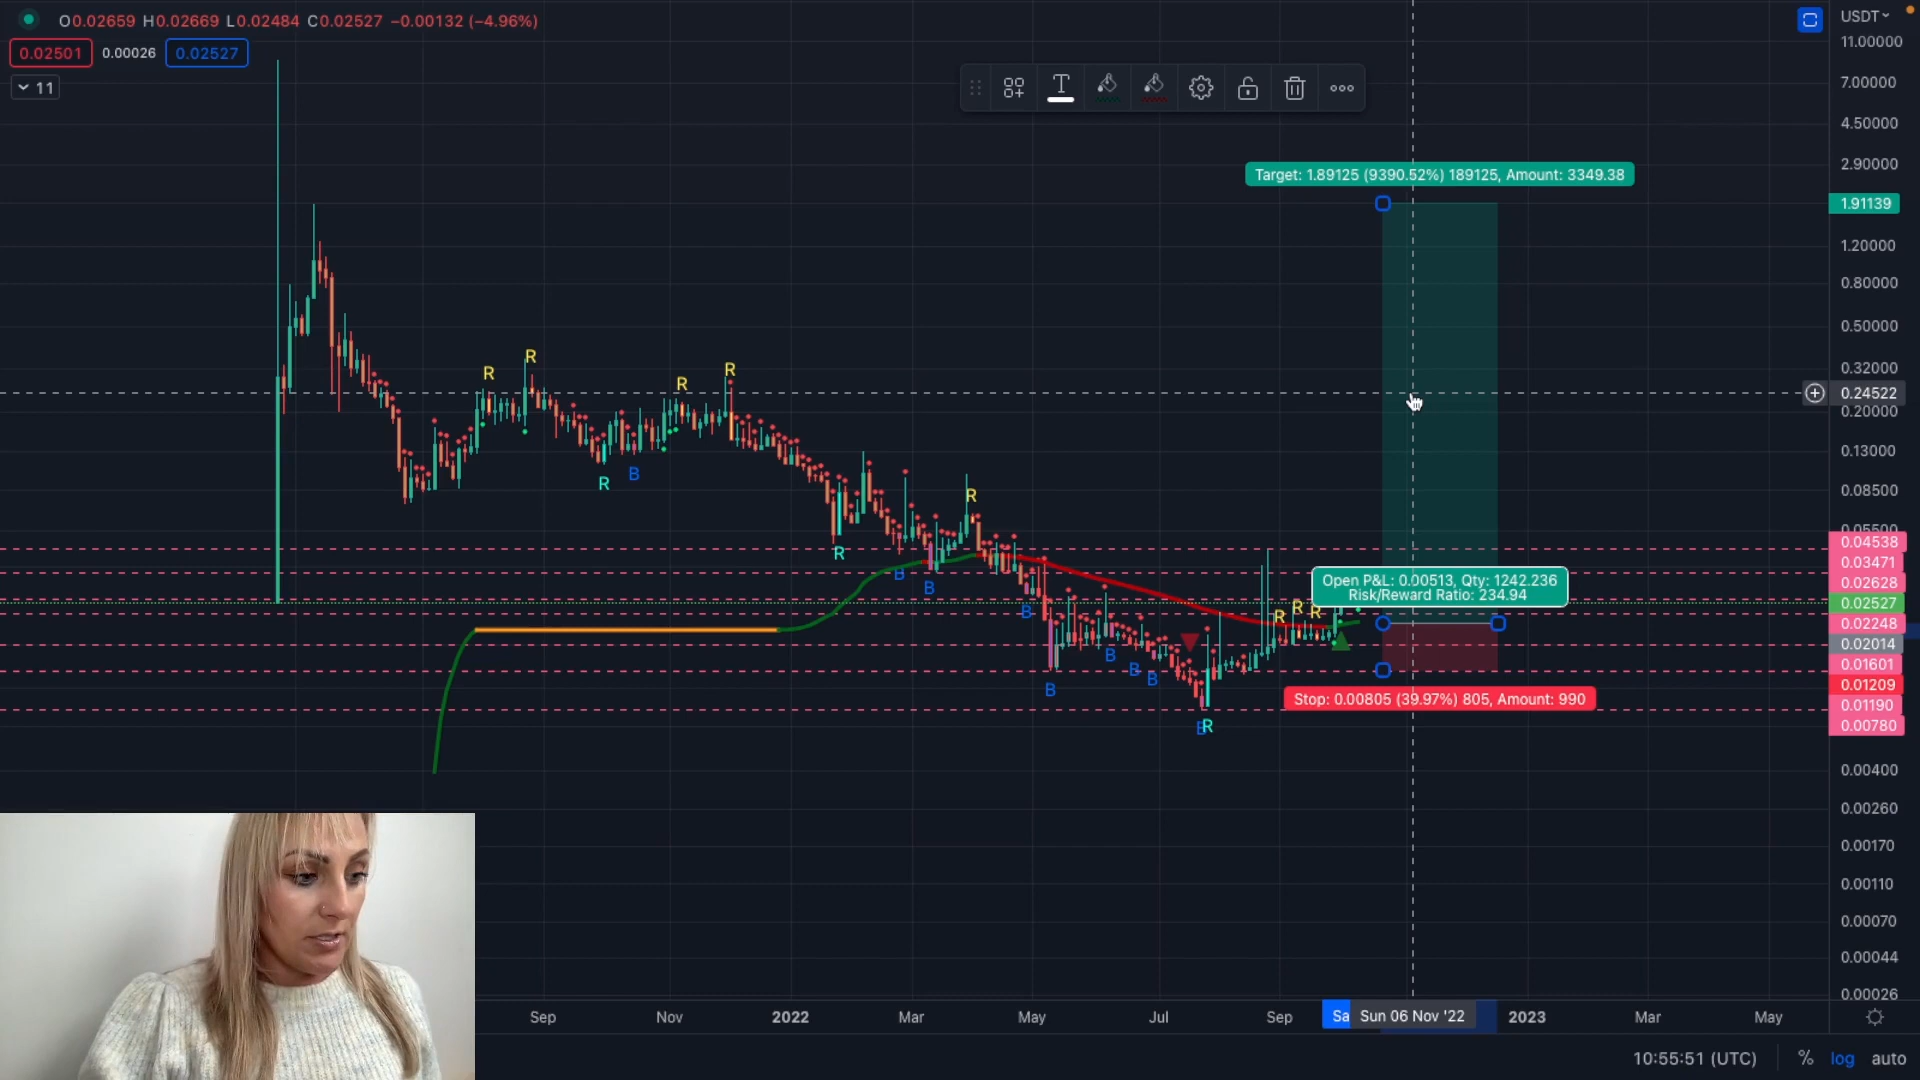 O0.02659 H0.02669 L0.02484 C0.02527 −0.00132 (−4.96%)
0.02501 0.00026 0.02527
11
T
USDT
11.00000
7.00000
4.50000
2.90000
1.91139
1.20000
0.80000
0.50000
0.32000
0.24522
0.20000
0.13000
0.08500
0.05500
0.04538
0.03471
0.02628
0.02527
0.02248
0.02014
0.01601
0.01209
0.01190
0.00780
0.00400
0.00260
0.00170
0.00110
0.00070
0.00044
0.00026
Target: 1.89125 (9390.52%) 189125, Amount: 3349.38
Open P&L: 0.00513, Qty: 1242.236
Risk/Reward Ratio: 234.94
Stop: 0.00805 (39.97%) 805, Amount: 990
R
R
R
R
R
B
R
R
B
B
B
B
B
B
B
R
R
R
B
R
Sep Nov 2022 Mar May Jul Sep Sa Sun 06 Nov '22 2023 Mar May
10:55:51 (UTC) % log auto